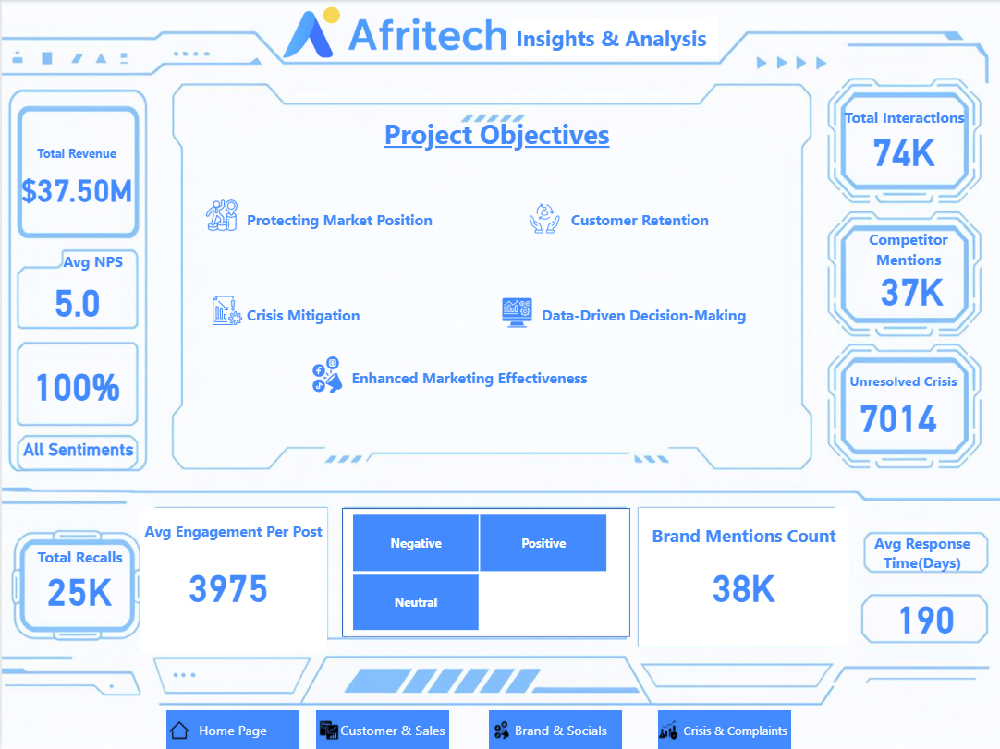 Afritech Insights & Analysis
Total Revenue
$37.50M
Avg NPS
5.0
100%
All Sentiments
Project Objectives
Protecting Market Position
Customer Retention
Crisis Mitigation
Data-Driven Decision-Making
Enhanced Marketing Effectiveness
Total Interactions
74K
Competitor
Mentions
37K
Unresolved Crisis
7014
Total Recalls
25K
Avg Engagement Per Post
3975
Negative
Positive
Neutral
Brand Mentions Count
38K
Avg Response
Time(Days)
190
Home Page
Customer & Sales
Brand & Socials
Crisis & Complaints